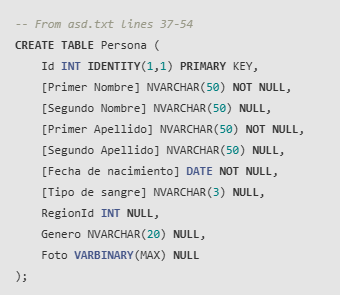 -- From asd.txt lines 37-54
CREATE TABLE Persona (
    Id INT IDENTITY(1,1) PRIMARY KEY,
    [Primer Nombre] NVARCHAR(50) NOT NULL,
    [Segundo Nombre] NVARCHAR(50) NULL,
    [Primer Apellido] NVARCHAR(50) NOT NULL,
    [Segundo Apellido] NVARCHAR(50) NULL,
    [Fecha de nacimiento] DATE NOT NULL,
    [Tipo de sangre] NVARCHAR(3) NULL,
    RegionId INT NULL,
    Genero NVARCHAR(20) NULL,
    Foto VARBINARY(MAX) NULL
);